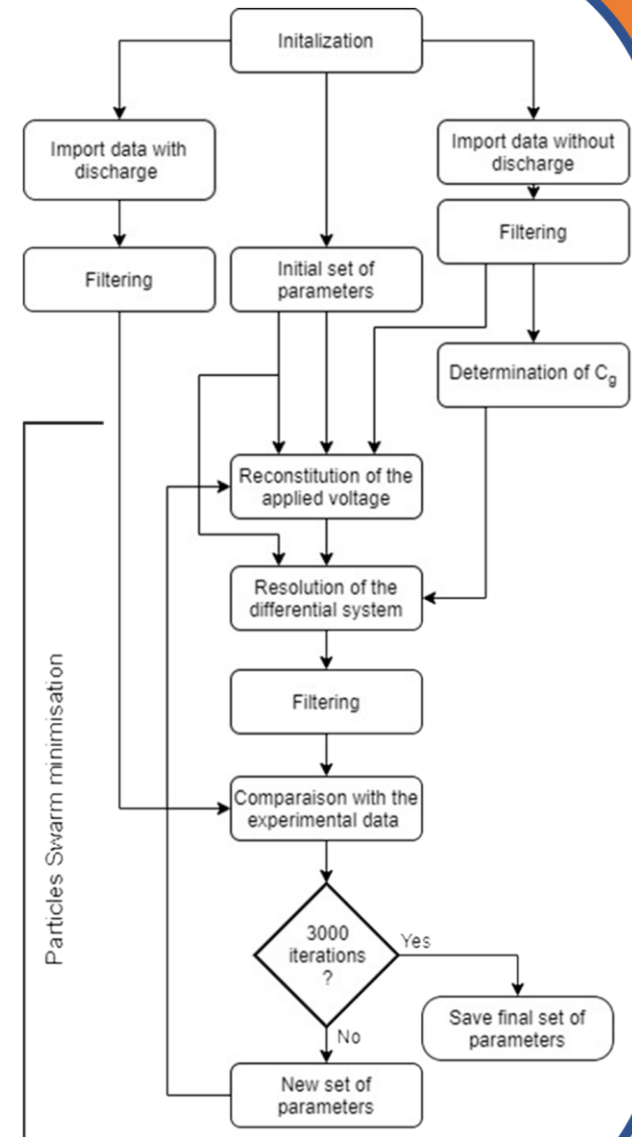 Initalization
Import data with
discharge
Import data without
discharge
Filtering
Filtering
Initial set of
parameters
Determination of Cg
Reconstitution of the
applied voltage
Resolution of the
differential system
Filtering
Particles Swarm minimisation
Comparaison with the
experimental data
3000
iterations
?
Yes
Save final set of
parameters
No
New set of
parameters